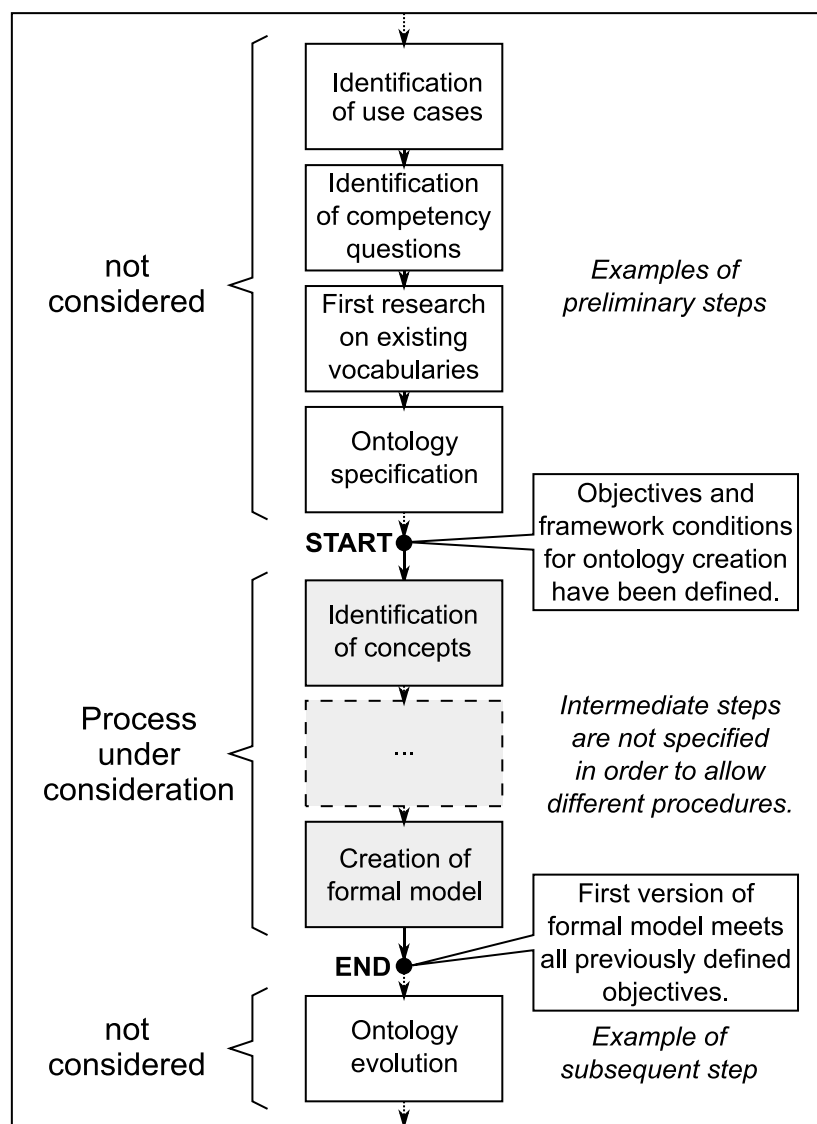 Identification
of use cases
Identification
of competency
questions
not
considered
Examples of
preliminary steps
First research
on existing
vocabularies
Ontology
specification
START
Objectives and
framework conditions
for ontology creation
have been defined.
Identification
of concepts
Process
under
consideration
...
Intermediate steps
are not specified
in order to allow
different procedures.
Creation of
formal model
END
First version of
formal model meets
all previously defined
objectives.
not
considered
Ontology
evolution
Example of
subsequent step